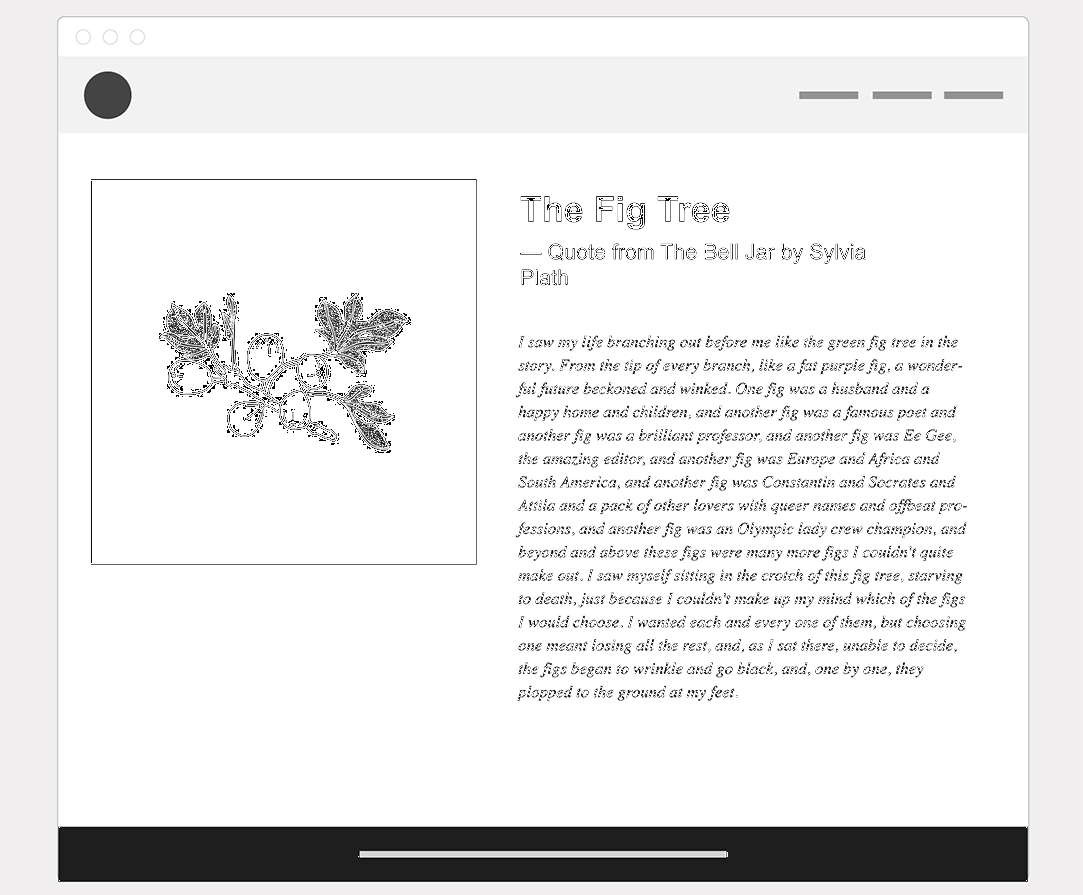 The Fig Tree
— Quote from The Bell Jar by Sylvia
Plath
I saw my life branching out before me like the green fig tree in the
story. From the tip of every branch, like a fat purple fig, a wonder-
ful future beckoned and winked. One fig was a husband and a
happy home and children, and another fig was a famous poet and
another fig was a brilliant professor, and another fig was Ee Gee,
the amazing editor, and another fig was Europe and Africa and
South America, and another fig was Constantin and Socrates and
Attila and a pack of other lovers with queer names and offbeat pro-
fessions, and another fig was an Olympic lady crew champion, and
beyond and above these figs were many more figs I couldn't quite
make out. I saw myself sitting in the crotch of this fig tree, starving
to death, just because I couldn't make up my mind which of the figs
I would choose. I wanted each and every one of them, but choosing
one meant losing all the rest, and, as I sat there, unable to decide,
the figs began to wrinkle and go black, and, one by one, they
plopped to the ground at my feet.